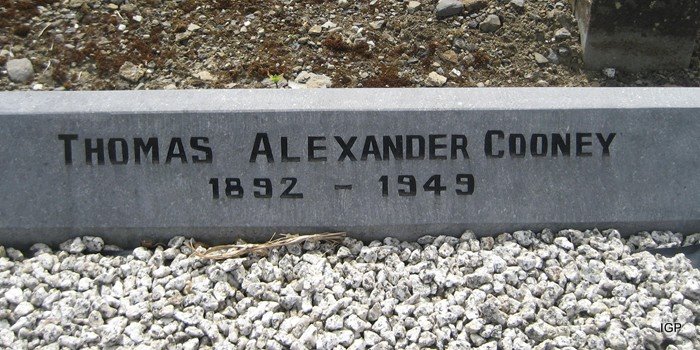 Thomas Alexander Cooney
1892 - 1949
IGP